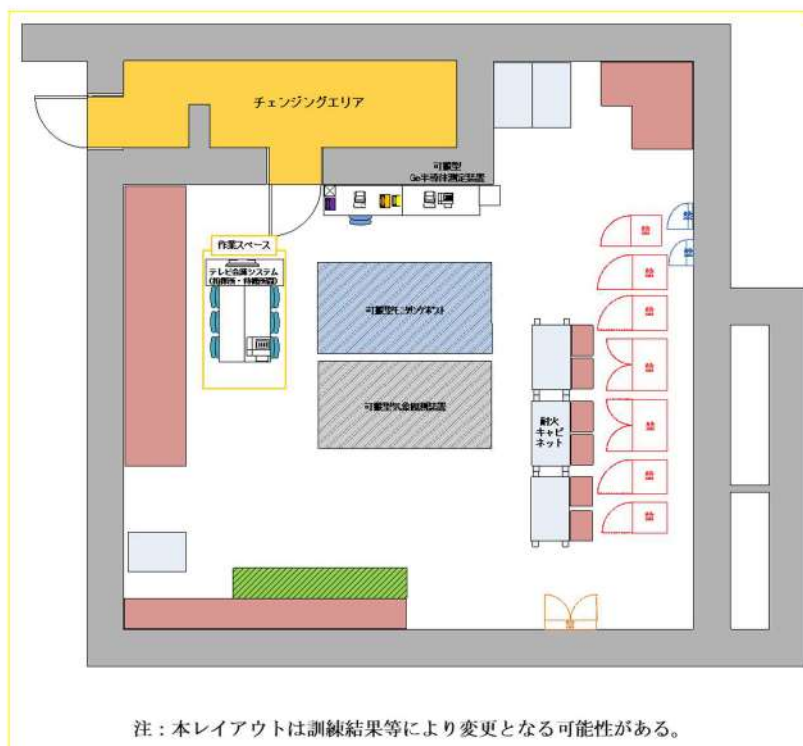 チェンジングエリア
可搬型
Ge半導体測定装置
作業スペース
テレビ会議システム
可搬型モニタリングポスト
可搬型気象観測装置
耐火
キャビ
ネット
注：本レイアウトは訓練結果等により変更となる可能性がある。